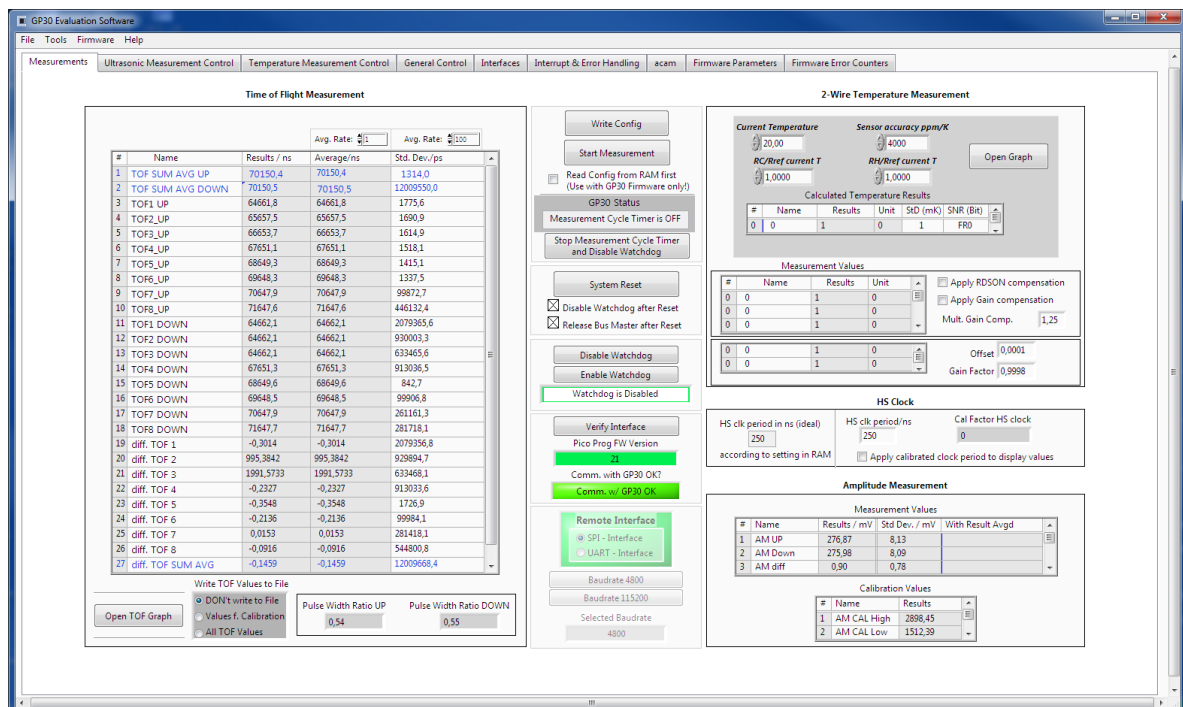 GP30 Evaluation Software
File Tools Firmware Help
Measurements Ultrasonic Measurement Control Temperature Measurement Control General Control Interfaces Interrupt & Error Handling acam Firmware Parameters Firmware Error Counters
Time of Flight Measurement
Avg. Rate: 1 Avg. Rate: 100
# Name Results / ns Average/ns Std. Dev./ps
1 TOF SUM AVG UP 70150,4 70150,4 1314,0
2 TOF SUM AVG DOWN 70150,5 70150,5 12009550,0
3 TOF1 UP 64661,8 64661,8 1775,6
4 TOF2_UP 65657,5 65657,5 1690,9
5 TOF3_UP 66653,7 66653,7 1614,9
6 TOF4_UP 67651,1 67651,1 1518,1
7 TOF5_UP 68649,3 68649,3 1415,1
8 TOF6_UP 69648,3 69648,3 1337,5
9 TOF7_UP 70647,9 70647,9 99872,7
10 TOF8_UP 71647,6 71647,6 446132,4
11 TOF1 DOWN 64662,1 64662,1 2079365,6
12 TOF2 DOWN 64662,1 64662,1 930003,3
13 TOF3 DOWN 64662,1 64662,1 633465,6
14 TOF4 DOWN 67651,3 67651,3 913036,5
15 TOF5 DOWN 68649,6 68649,6 842,7
16 TOF6 DOWN 69648,5 69648,5 99906,8
17 TOF7 DOWN 70647,9 70647,9 261161,3
18 TOF8 DOWN 71647,7 71647,7 281718,1
19 diff. TOF 1 -0,3014 -0,3014 2079356,8
20 diff. TOF 2 995,3842 995,3842 929894,7
21 diff. TOF 3 1991,5733 1991,5733 633468,1
22 diff. TOF 4 -0,2327 -0,2327 913033,6
23 diff. TOF 5 -0,3548 -0,3548 1726,9
24 diff. TOF 6 -0,2136 -0,2136 99984,1
25 diff. TOF 7 0,0153 0,0153 281418,1
26 diff. TOF 8 -0,0916 -0,0916 544800,8
27 diff. TOF SUM AVG -0,1459 -0,1459 12009668,4
Write TOF Values to File
Open TOF Graph
DON't write to File
Values f. Calibration
All TOF Values
Pulse Width Ratio UP Pulse Width Ratio DOWN
0,54 0,55
Write Config
Start Measurement
Read Config from RAM first
(Use with GP30 Firmware only!)
GP30 Status
Measurement Cycle Timer is OFF
Stop Measurement Cycle Timer
and Disable Watchdog
System Reset
Disable Watchdog after Reset
Release Bus Master after Reset
Disable Watchdog
Enable Watchdog
Watchdog is Disabled
Verify Interface
Pico Prog FW Version
21
Comm. with GP30 OK?
Comm. w/ GP30 OK
Remote Interface
SPI - Interface
UART - Interface
Baudrate 4800
Baudrate 115200
Selected Baudrate
4800
2-Wire Temperature Measurement
Current Temperature Sensor accuracy ppm/K
20,00 4000
Open Graph
RC/Rref current T RH/Rref current T
1,0000 1,0000
Calculated Temperature Results
# Name Results Unit StD (mK) SNR (Bit)
0 0 1 0 1 FR0
Measurement Values
# Name Results Unit
0 0 1 0
0 0 1 0
0 0 1 0
Apply RDSON compensation
Apply Gain compensation
Mult. Gain Comp. 1,25
0 0 1 0
0 0 1 0
Offset 0,0001
Gain Factor 0,9998
HS Clock
HS clk period in ns (ideal) HS clk period/ns Cal Factor HS clock
250 250 0
according to setting in RAM Apply calibrated clock period to display values
Amplitude Measurement
Measurement Values
# Name Results / mV Std Dev. / mV With Result Avgd
1 AM UP 276,87 8,13
2 AM Down 275,98 8,09
3 AM diff 0,90 0,78
Calibration Values
# Name Results
1 AM CAL High 2898,45
2 AM CAL Low 1512,39